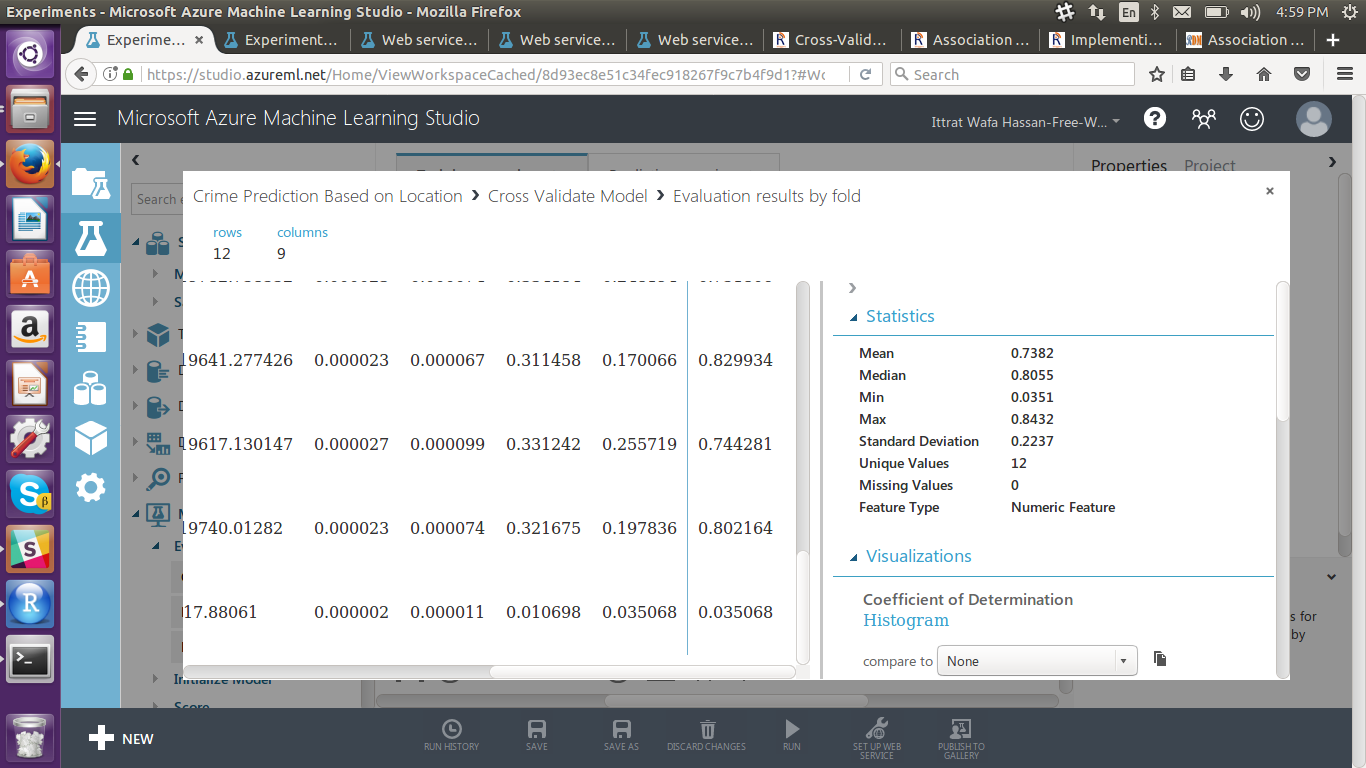 Experiments - Microsoft Azure Machine Learning Studio - Mozilla Firefox
En
4:59 PM
Experime...
Experiment...
Web service...
Web service...
Web service...
Cross-Valid...
Association ...
Implementi...
Association ...
https://studio.azureml.net/Home/ViewWorkspaceCached/8d93ec8e51c34fec918267f9c7b4f9d1?#Wo
Search
Microsoft Azure Machine Learning Studio
Ittrat Wafa Hassan-Free-W...
Properties Project
Search
Crime Prediction Based on Location > Cross Validate Model > Evaluation results by fold
rows columns
12 9
19641.277426 0.000023 0.000067 0.311458 0.170066 0.829934
19617.130147 0.000027 0.000099 0.331242 0.255719 0.744281
19740.01282 0.000023 0.000074 0.321675 0.197836 0.802164
17.88061 0.000002 0.000011 0.010698 0.035068 0.035068
Statistics
Mean 0.7382
Median 0.8055
Min 0.0351
Max 0.8432
Standard Deviation 0.2237
Unique Values 12
Missing Values 0
Feature Type Numeric Feature
Visualizations
Coefficient of Determination
Histogram
compare to None
s for
by
Initialize Model
Score
NEW
RUN HISTORY
SAVE
SAVE AS
DISCARD CHANGES
RUN
SET UP WEB
SERVICE
PUBLISH TO
GALLERY